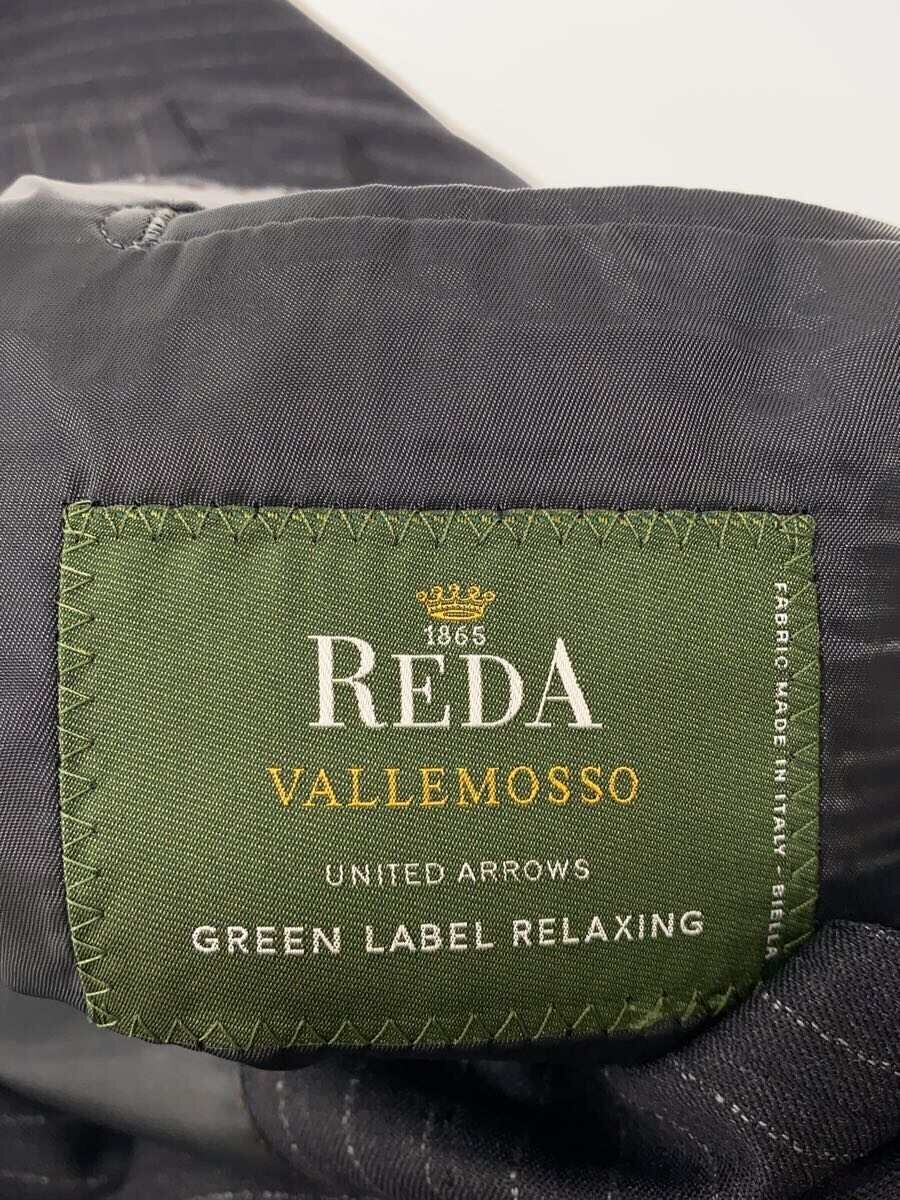 1865
REDA
VALLEMOSSO
UNITED ARROWS
GREEN LABEL RELAXING
FABRIC MADE IN ITALY - BIELLA